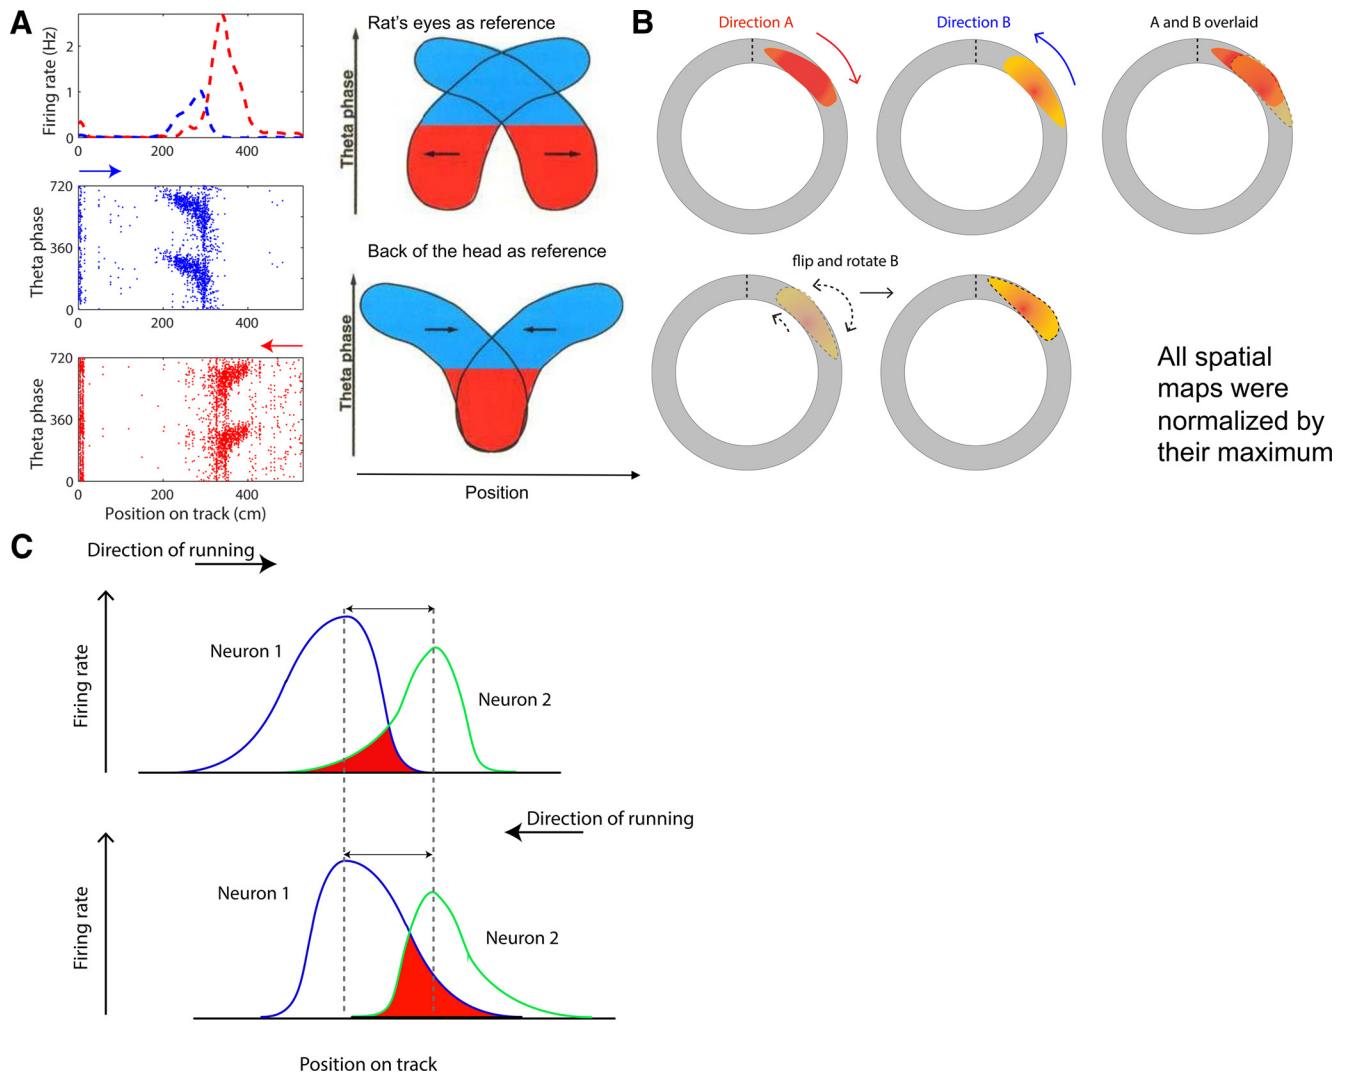 A
Firing rate (Hz)
2
1
0
0
200
400
Theta phase
720
360
0
Theta phase
720
360
0
0
200
400
Position on track (cm)
Rat's eyes as reference
Theta phase
Back of the head as reference
Theta phase
Position
B
Direction A
Direction B
A and B overlaid
flip and rotate B
All spatial
maps were
normalized by
their maximum
C
Direction of running
Firing rate
Neuron 1
Neuron 2
Direction of running
Firing rate
Neuron 1
Neuron 2
Position on track